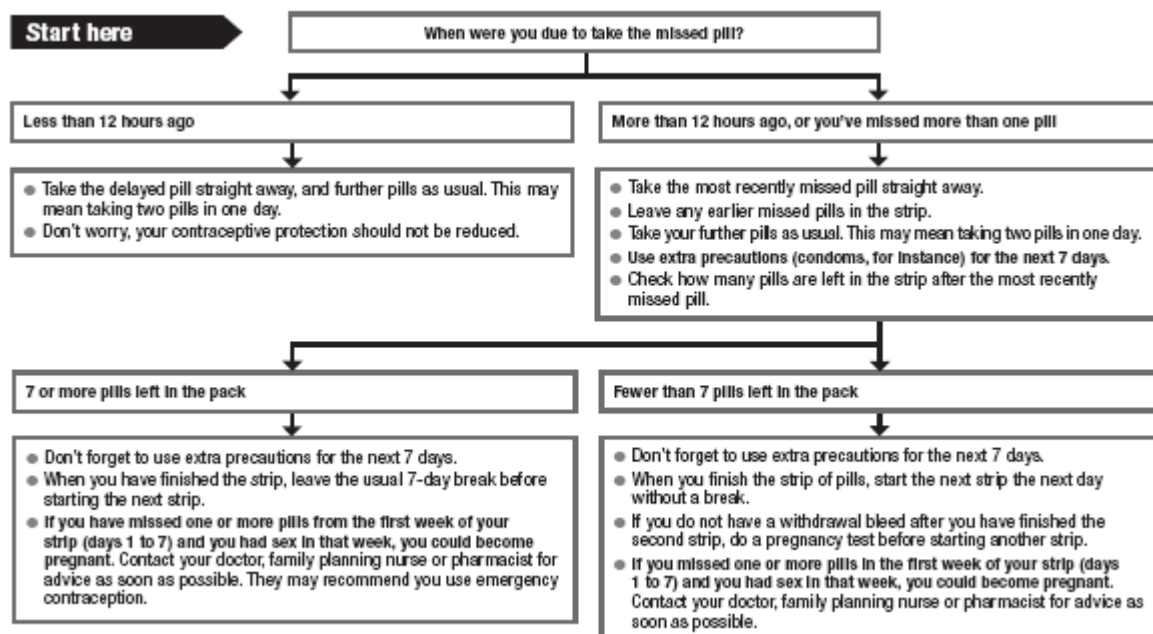 Start here
When were you due to take the missed pill?
Less than 12 hours ago
More than 12 hours ago, or you've missed more than one pill
● Take the delayed pill straight away, and further pills as usual. This may
mean taking two pills in one day.
● Don't worry, your contraceptive protection should not be reduced.
● Take the most recently missed pill straight away.
● Leave any earlier missed pills in the strip.
● Take your further pills as usual. This may mean taking two pills in one day.
● Use extra precautions (condoms, for instance) for the next 7 days.
● Check how many pills are left in the strip after the most recently
missed pill.
7 or more pills left in the pack
Fewer than 7 pills left in the pack
● Don't forget to use extra precautions for the next 7 days.
● When you have finished the strip, leave the usual 7-day break before
starting the next strip.
● If you have missed one or more pills from the first week of your
strip (days 1 to 7) and you had sex in that week, you could become
pregnant. Contact your doctor, family planning nurse or pharmacist for
advice as soon as possible. They may recommend you use emergency
contraception.
● Don't forget to use extra precautions for the next 7 days.
● When you finish the strip of pills, start the next strip the next day
without a break.
● If you do not have a withdrawal bleed after you have finished the
second strip, do a pregnancy test before starting another strip.
● If you missed one or more pills in the first week of your strip (days
1 to 7) and you had sex in that week, you could become pregnant.
Contact your doctor, family planning nurse or pharmacist for advice as
soon as possible.